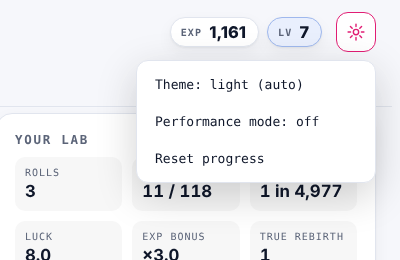 EXP 1,161 LV 7
Theme: light (auto)
Performance mode: off
Reset progress
YOUR LAB
ROLLS
3 11 / 118 1 in 4,977
LUCK EXP BONUS TRUE REBIRTH
8.0 ×3.0 1